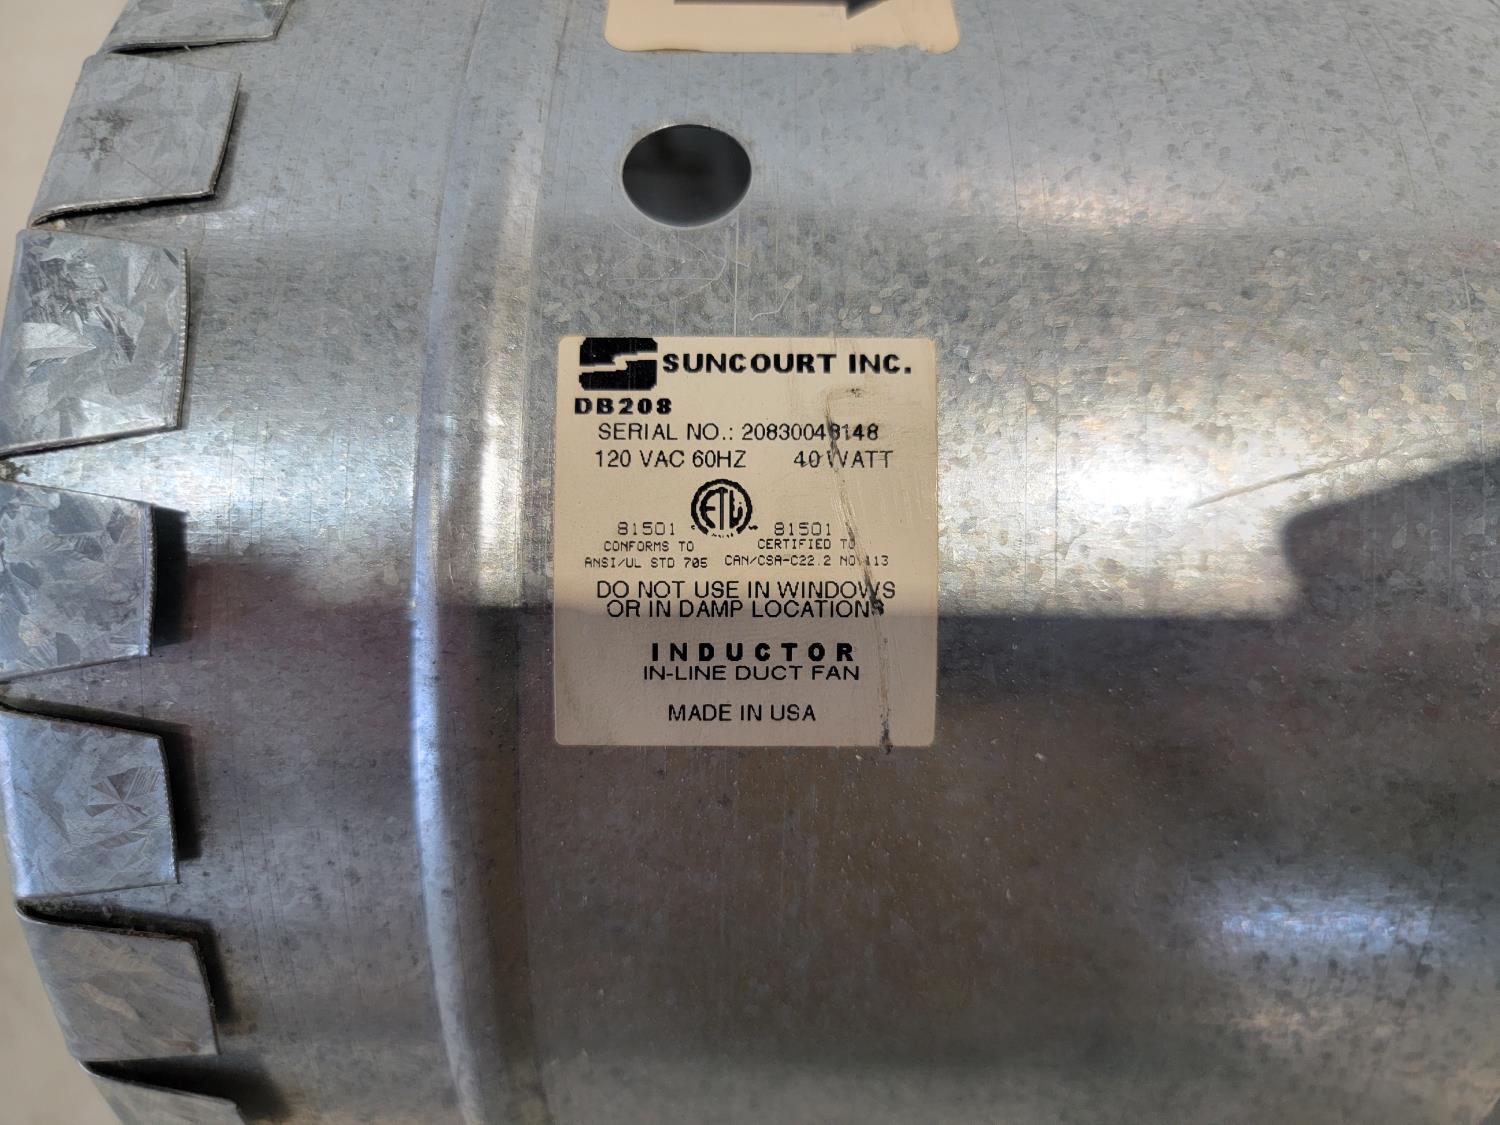 SUNCOURT INC.
DB208
SERIAL NO.: 20830048148
120 VAC 60HZ 40 WATT
ETL
81501 81501
CONFORMS TO CERTIFIED TO
ANSI/UL STD 705 CAN/CSA-C22.2 NO 113
DO NOT USE IN WINDOWS
OR IN DAMP LOCATIONS
INDUCTOR
IN-LINE DUCT FAN
MADE IN USA